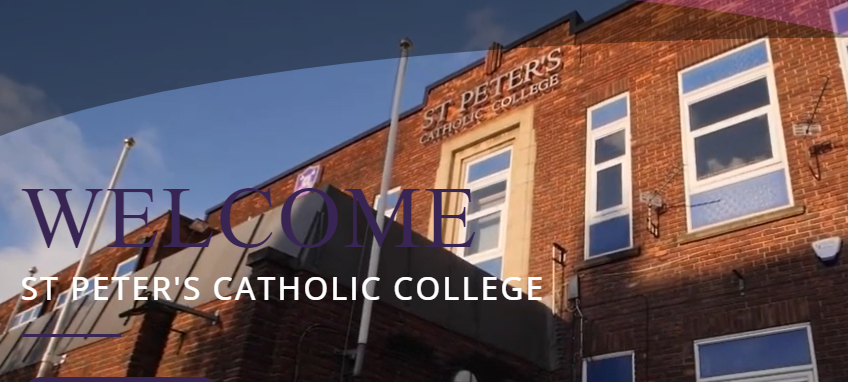 ST PETER'S
CATHOLIC COLLEGE
WELCOME
ST PETER'S CATHOLIC COLLEGE